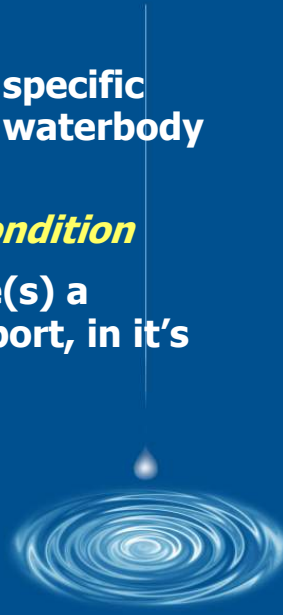 specific
waterbody
ondition
e(s) a
port, in it's